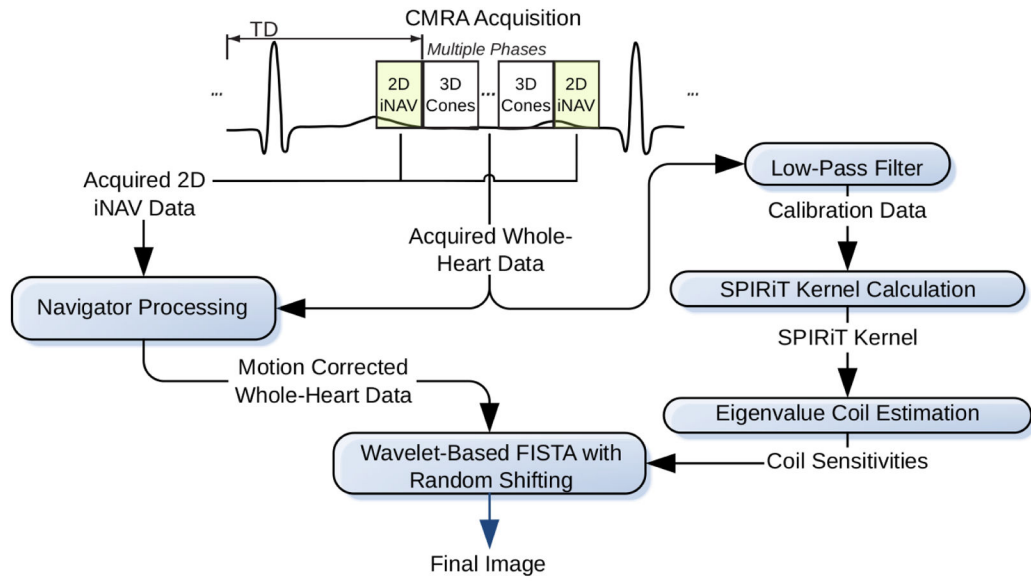 CMRA Acquisition
TD
Multiple Phases
...
2D
iNAV
3D
Cones
...
3D
Cones
2D
iNAV
...
Acquired 2D
iNAV Data
Acquired Whole-
Heart Data
Low-Pass Filter
Calibration Data
SPIRiT Kernel Calculation
SPIRiT Kernel
Eigenvalue Coil Estimation
Coil Sensitivities
Navigator Processing
Motion Corrected
Whole-Heart Data
Wavelet-Based FISTA with
Random Shifting
Final Image